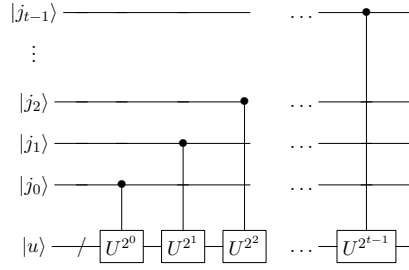 |j_{t−1}⟩
⋮ …
|j_2⟩ …
|j_1⟩ …
|j_0⟩ …
|u⟩ U^{2^0} U^{2^1} U^{2^2} … U^{2^{t−1}}